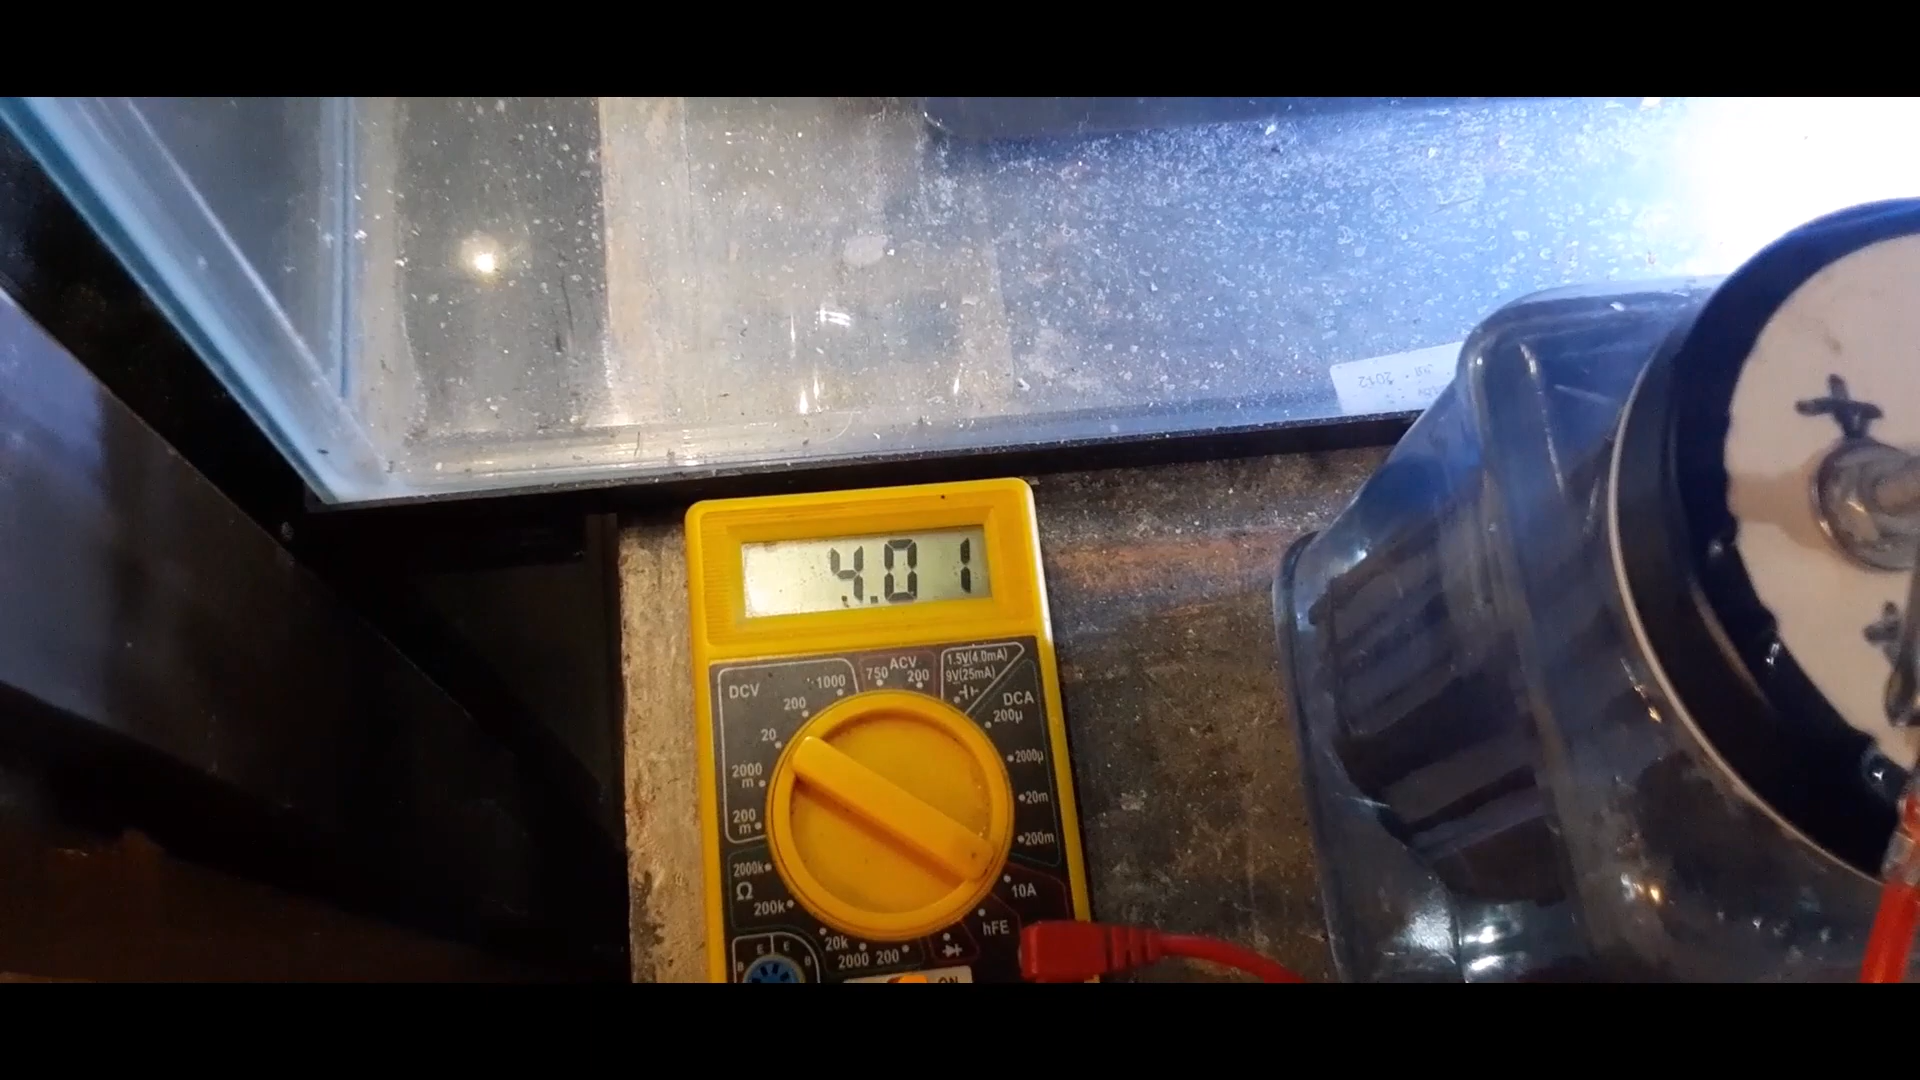 4.01
DCV
1000
750
ACV
200
1.5V(4.0mA)
9V(25mA)
200
DCA
200µ
20
2000µ
2000
m
20m
200
m
200m
2000k
Ω
200k
10A
hFE
20k
2000
200
E
E
B
B
ON
2012
+
+